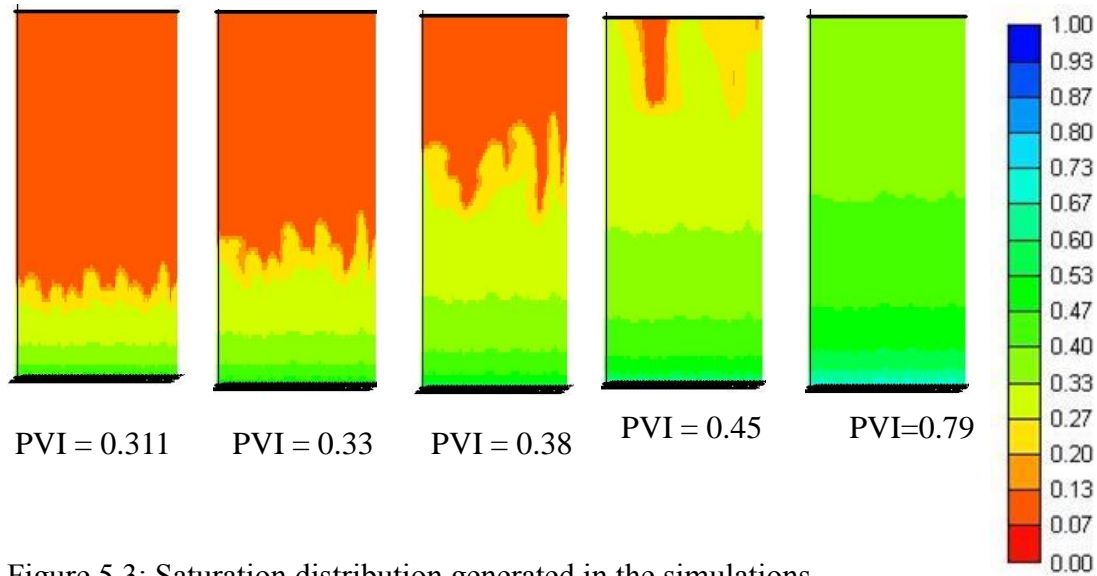 1.00
0.93
0.87
0.80
0.73
0.67
0.60
0.53
0.47
0.40
0.33
0.27
0.20
0.13
0.07
0.00
PVI = 0.311
PVI = 0.33
PVI = 0.38
PVI = 0.45
PVI=0.79
Figure 5.3: Saturation distribution generated in the simulations